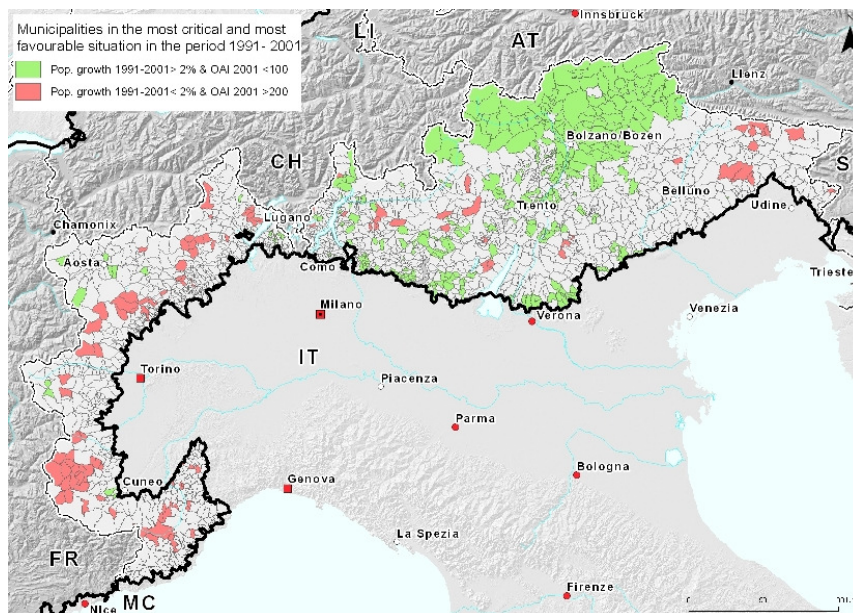 Municipalities in the most critical and most
favourable situation in the period 1991- 2001
Pop. growth 1991-2001> 2% & OAI 2001 <100
Pop. growth 1991-2001< 2% & OAI 2001 >200
Innsbruck
LI
AT
Lienz
Bolzano/Bozen
CH
S
Lugano
Trento
Belluno
Udine
Chamonix
Aosta
Como
Trieste
Milano
Verona
Venezia
IT
Torino
Piacenza
Parma
Cuneo
Bologna
Genova
La Spezia
FR
Firenze
MC
Nice
0